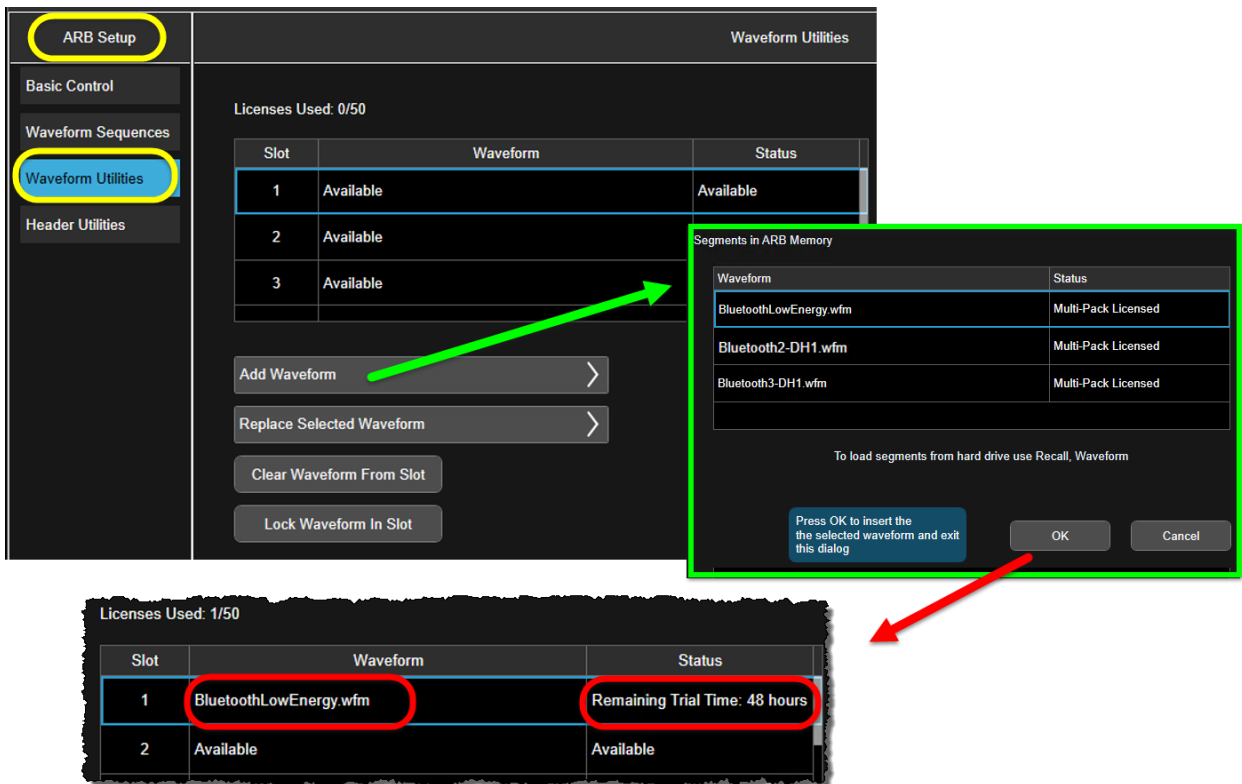 ARB Setup
Waveform Utilities
Basic Control
Waveform Sequences
Waveform Utilities
Header Utilities
Licenses Used: 0/50
Slot Waveform Status
1 Available Available
2 Available
3 Available
Add Waveform
Replace Selected Waveform
Clear Waveform From Slot
Lock Waveform In Slot
Segments in ARB Memory
Waveform Status
BluetoothLowEnergy.wfm Multi-Pack Licensed
Bluetooth2-DH1.wfm Multi-Pack Licensed
Bluetooth3-DH1.wfm Multi-Pack Licensed
To load segments from hard drive use Recall, Waveform
Press OK to insert the
the selected waveform and exit
this dialog
OK Cancel
Licenses Used: 1/50
Slot Waveform Status
1 BluetoothLowEnergy.wfm Remaining Trial Time: 48 hours
2 Available Available